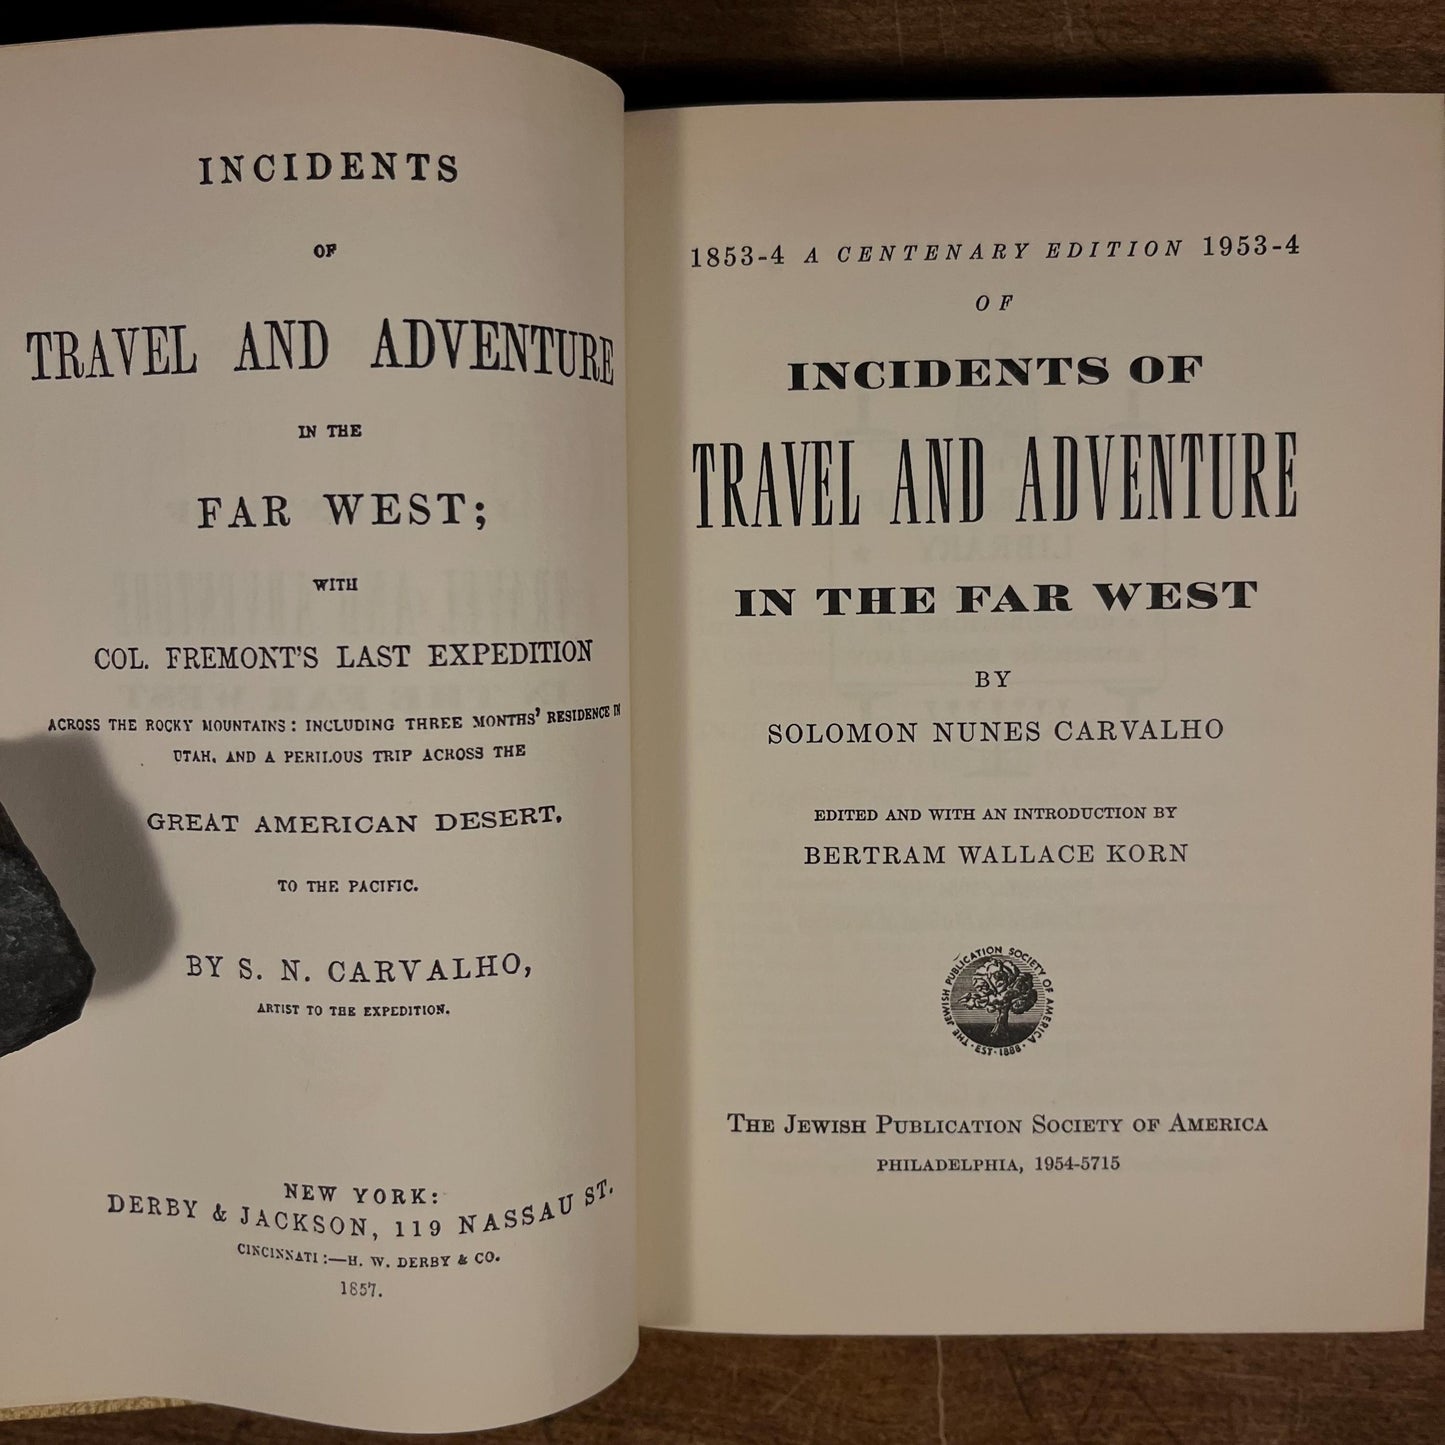 INCIDENTS
OF
TRAVEL AND ADVENTURE
IN THE
FAR WEST;
WITH
COL. FREMONT'S LAST EXPEDITION
ACROSS THE ROCKY MOUNTAINS: INCLUDING THREE MONTHS' RESIDENCE IN
UTAH, AND A PERILOUS TRIP ACROSS THE
GREAT AMERICAN DESERT,
TO THE PACIFIC.
BY S. N. CARVALHO,
ARTIST TO THE EXPEDITION.
NEW YORK:
DERBY & JACKSON, 119 NASSAU ST.
CINCINNATI:—H. W. DERBY & CO.
1857.
1853-4 A CENTENARY EDITION 1953-4
OF
INCIDENTS OF
TRAVEL AND ADVENTURE
IN THE FAR WEST
BY
SOLOMON NUNES CARVALHO
EDITED AND WITH AN INTRODUCTION BY
BERTRAM WALLACE KORN
THE JEWISH PUBLICATION SOCIETY OF AMERICA
· EST · 1888 ·
THE JEWISH PUBLICATION SOCIETY OF AMERICA
PHILADELPHIA, 1954-5715